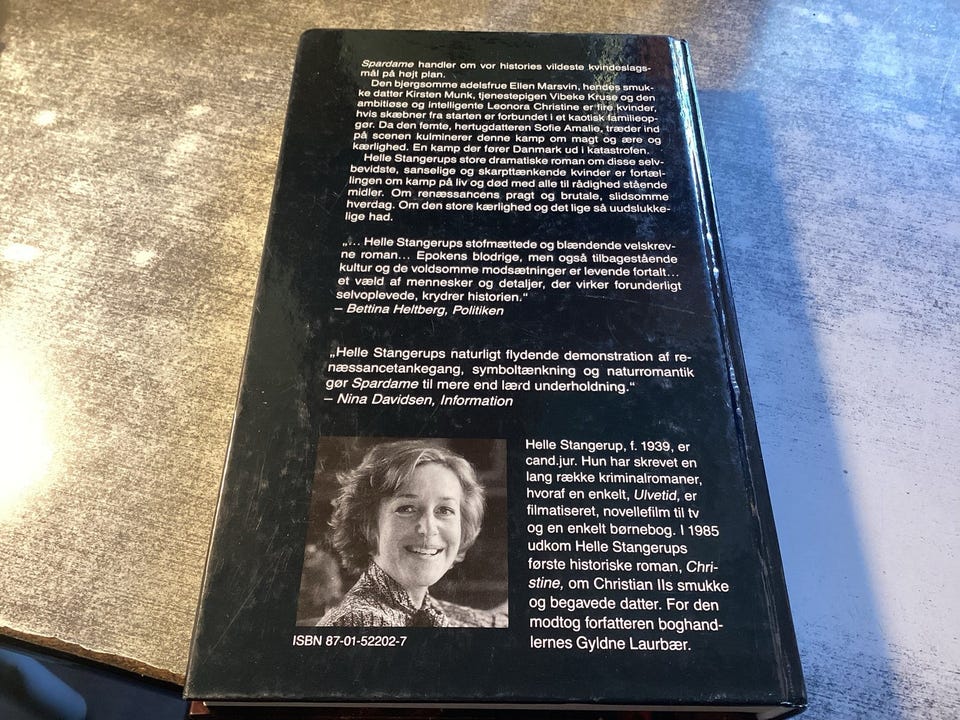 Spardame handler om vor histories vildeste kvindeslags-
mål på højt plan.
Den bjergsomme adelsfrue Ellen Marsvin, hendes smuk-
ke datter Kirsten Munk, tjenestepigen Vibeke Kruse og den
ambitiøse og intelligente Leonora Christine er fire kvinder,
hvis skæbner fra starten er forbundet i et kaotisk familieop-
gør. Da den femte, hertugdatteren Sofie Amalie, træder ind
på scenen kulminerer denne kamp om magt og ære og
kærlighed. En kamp der fører Danmark ud i katastrofen.
Helle Stangerups store dramatiske roman om disse selv-
bevidste, sanselige og skarpttænkende kvinder er fortæl-
lingen om kamp på liv og død med alle til rådighed stående
midler. Om renæssancens pragt og brutale, slidsomme
hverdag. Om den store kærlighed og det lige så uudslukke-
lige had.
„... Helle Stangerups stofmættede og blændende velskrev-
ne roman... Epokens blodrige, men også tilbagestående
kultur og de voldsomme modsætninger er levende fortalt...
et væld af mennesker og detaljer, der virker forunderligt
selvoplevede, krydrer historien.“
– Bettina Heltberg, Politiken
„Helle Stangerups naturligt flydende demonstration af re-
næssancetankegang, symboltænkning og naturromantik
gør Spardame til mere end lærd underholdning.“
– Nina Davidsen, Information
Helle Stangerup, f. 1939, er
cand.jur. Hun har skrevet en
lang række kriminalromaner,
hvoraf en enkelt, Ulvetid, er
filmatiseret, novellefilm til tv
og en enkelt børnebog. I 1985
udkom Helle Stangerups
første historiske roman, Chri-
stine, om Christian IIs smukke
og begavede datter. For den
modtog forfatteren boghand-
lernes Gyldne Laurbær.
ISBN 87-01-52202-7